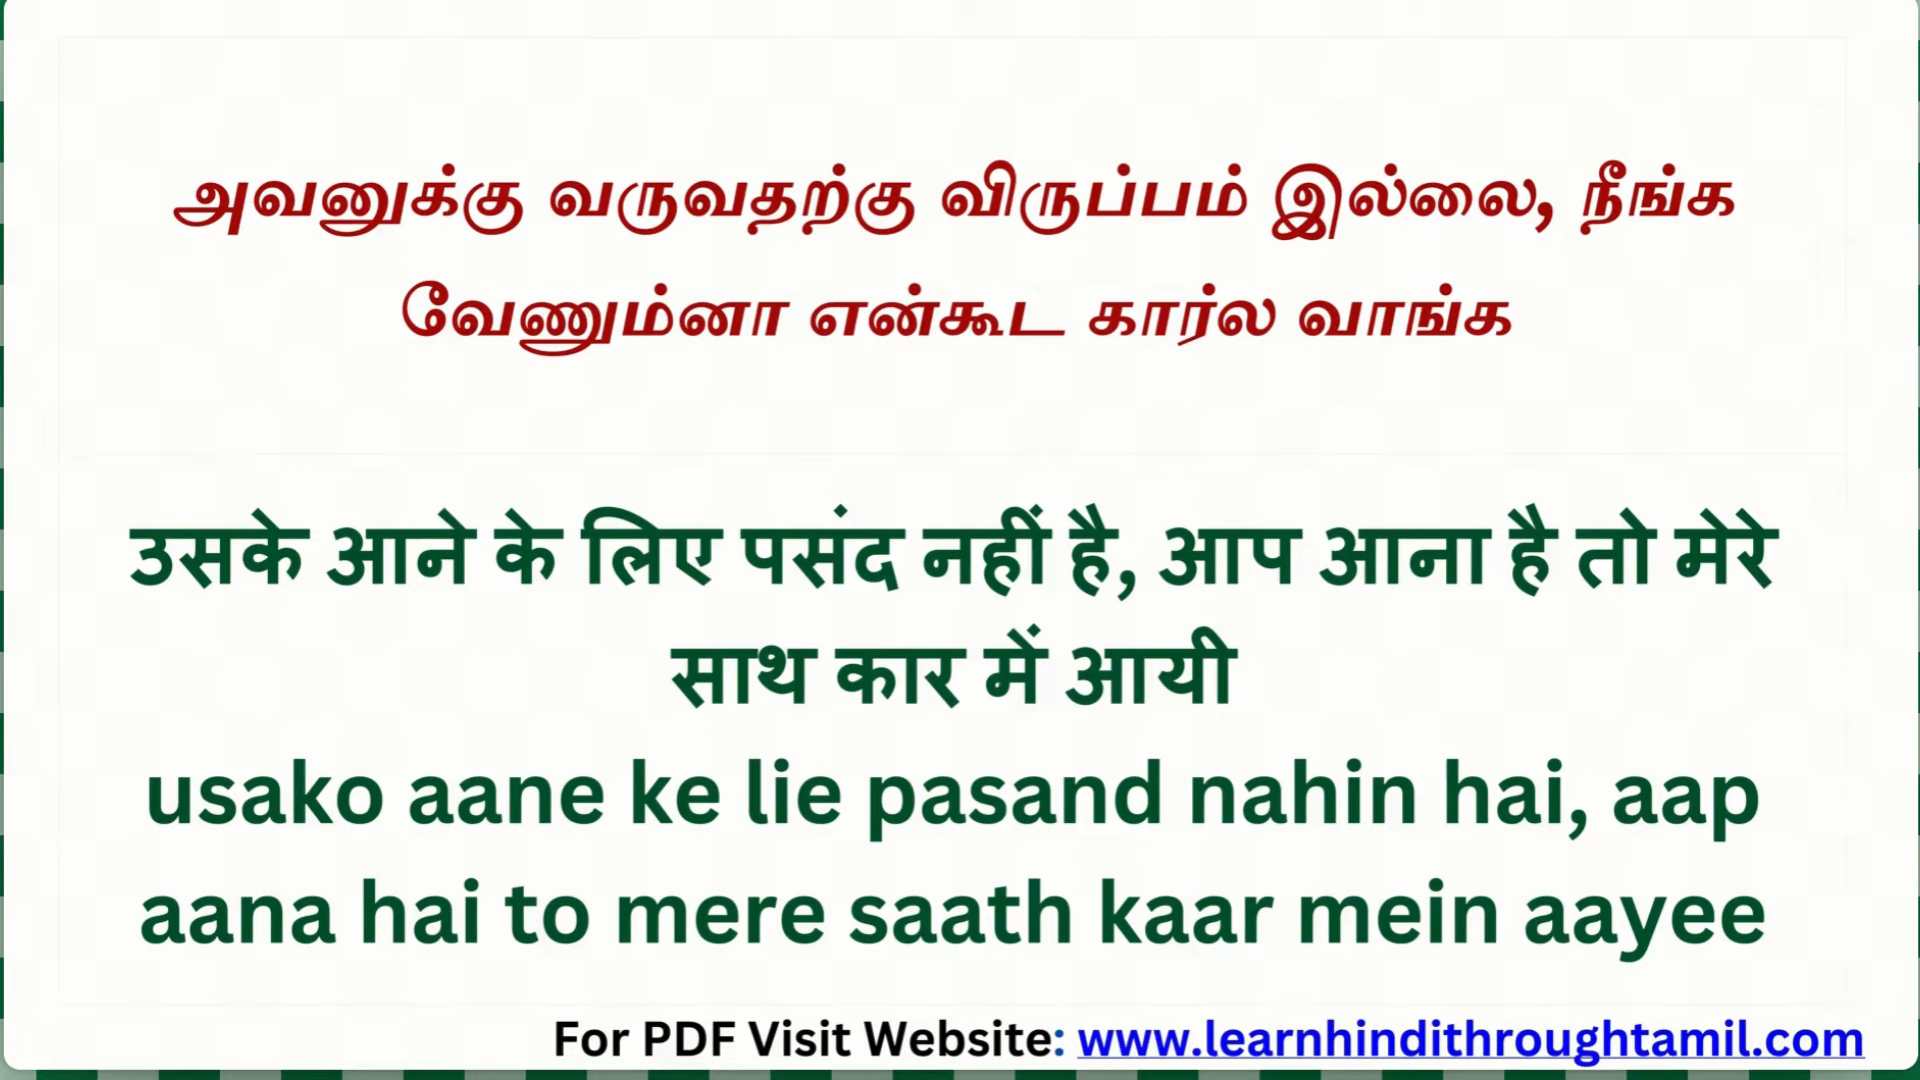 அவனுக்கு வருவதற்கு விருப்பம் இல்லை, நீங்க
வேணும்னா என்கூட கார்ல வாங்க
उसके आने के लिए पसंद नहीं है, आप आना है तो मेरे
साथ कार में आयी
usako aane ke lie pasand nahin hai, aap
aana hai to mere saath kaar mein aayee
For PDF Visit Website: www.learnhindithroughtamil.com